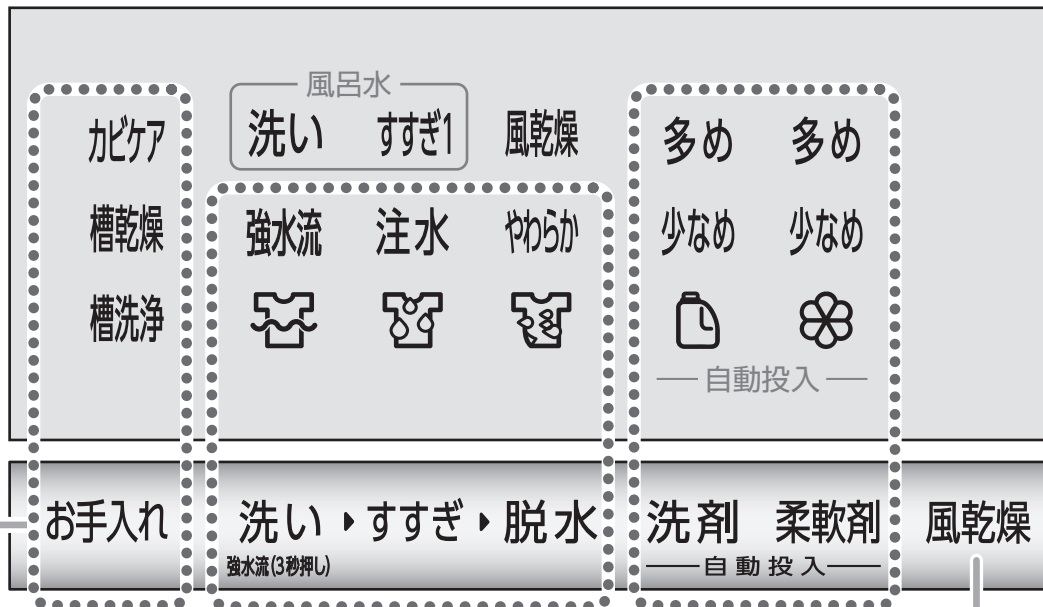 風呂水
カビケア 洗い すすぎ1 風乾燥 多め 多め
槽乾燥 強水流 注水 やわらか 少なめ 少なめ
槽洗浄
自動投入
お手入れ 洗い ▸ すすぎ ▸ 脱水 洗剤 柔軟剤 風乾燥
強水流(3秒押し) 自動投入